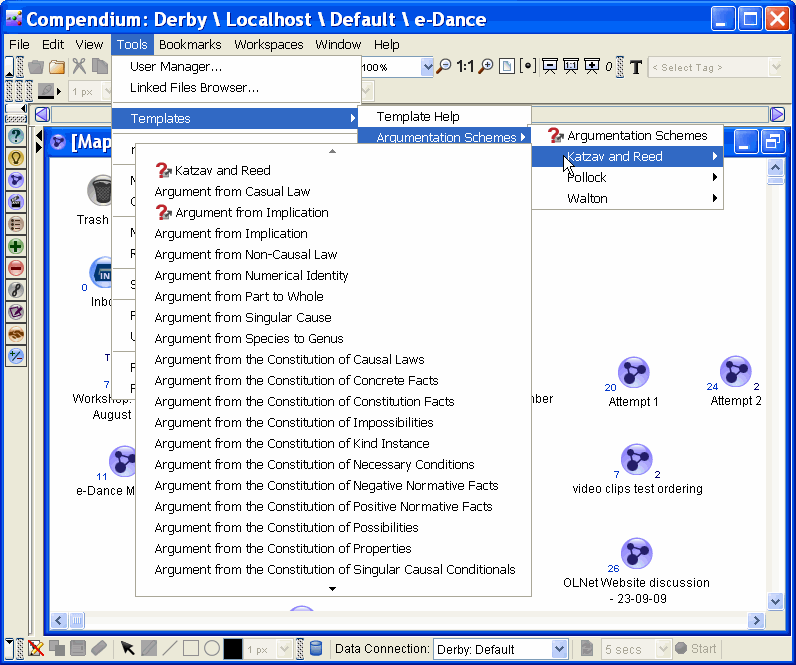 Compendium: Derby \ Localhost \ Default \ e-Dance
File Edit View Tools Bookmarks Workspaces Window Help
100% 1:1 1:1 0 T < Select Tag >
1 px
User Manager...
Linked Files Browser...
Templates
Template Help
Argumentation Schemes
Argumentation Schemes
Katzav and Reed
Pollock
Walton
[Map
Trash
0
Inbo
7
Workshop.
August
11
e-Dance M
Katzav and Reed
Argument from Casual Law
Argument from Implication
Argument from Implication
Argument from Non-Causal Law
Argument from Numerical Identity
Argument from Part to Whole
Argument from Singular Cause
Argument from Species to Genus
Argument from the Constitution of Causal Laws
Argument from the Constitution of Concrete Facts
Argument from the Constitution of Constitution Facts
Argument from the Constitution of Impossibilities
Argument from the Constitution of Kind Instance
Argument from the Constitution of Necessary Conditions
Argument from the Constitution of Negative Normative Facts
Argument from the Constitution of Positive Normative Facts
Argument from the Constitution of Possibilities
Argument from the Constitution of Properties
Argument from the Constitution of Singular Causal Conditionals
nber
20
Attempt 1
24 2
Attempt 2
7 2
video clips test ordering
26
OLNet Website discussion
- 23-09-09
1 px Data Connection: Derby: Default 5 secs Start